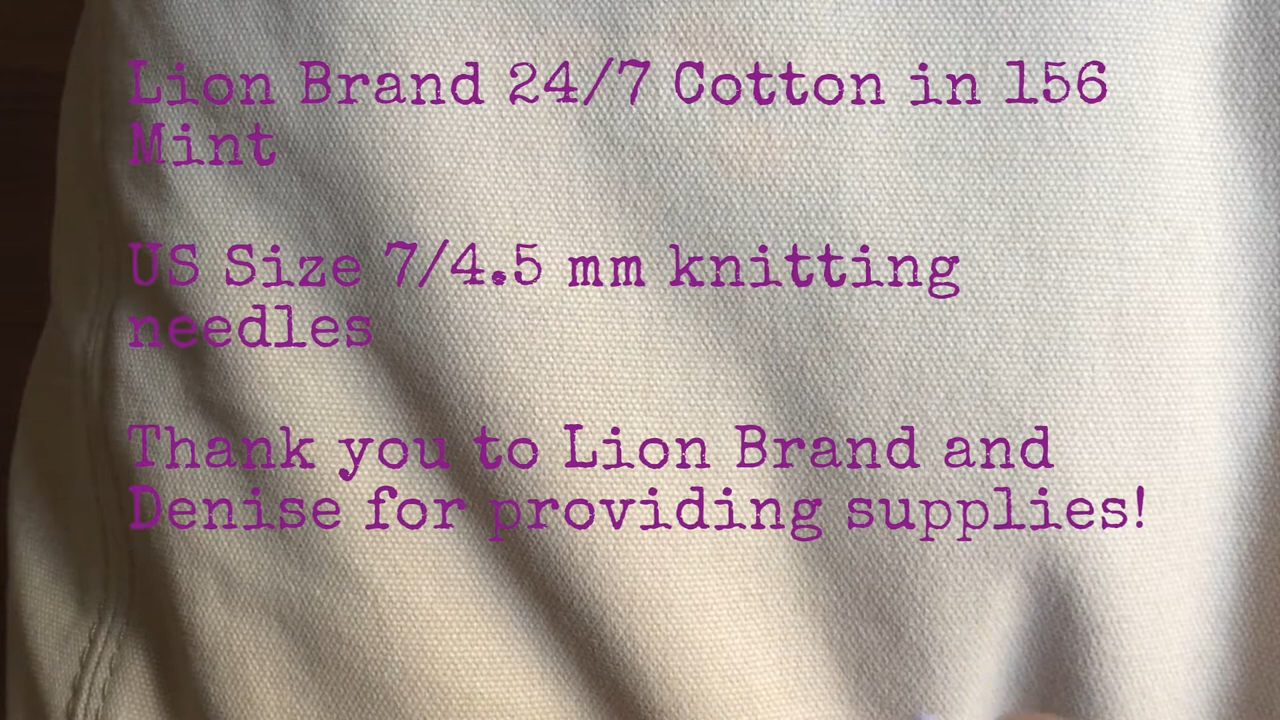 Lion Brand 24/7 Cotton in 156
Mint
US Size 7/4.5 mm knitting
needles
Thank you to Lion Brand and
Denise for providing supplies!